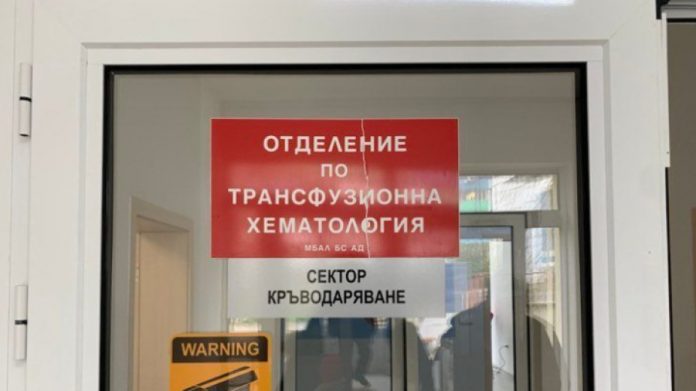 ОТДЕЛЕНИЕ
ПО
ТРАНСФУЗИОННА
ХЕМАТОЛОГИЯ
МБАЛ БС АД
СЕКТОР
КРЪВОДАРЯВАНЕ
WARNING